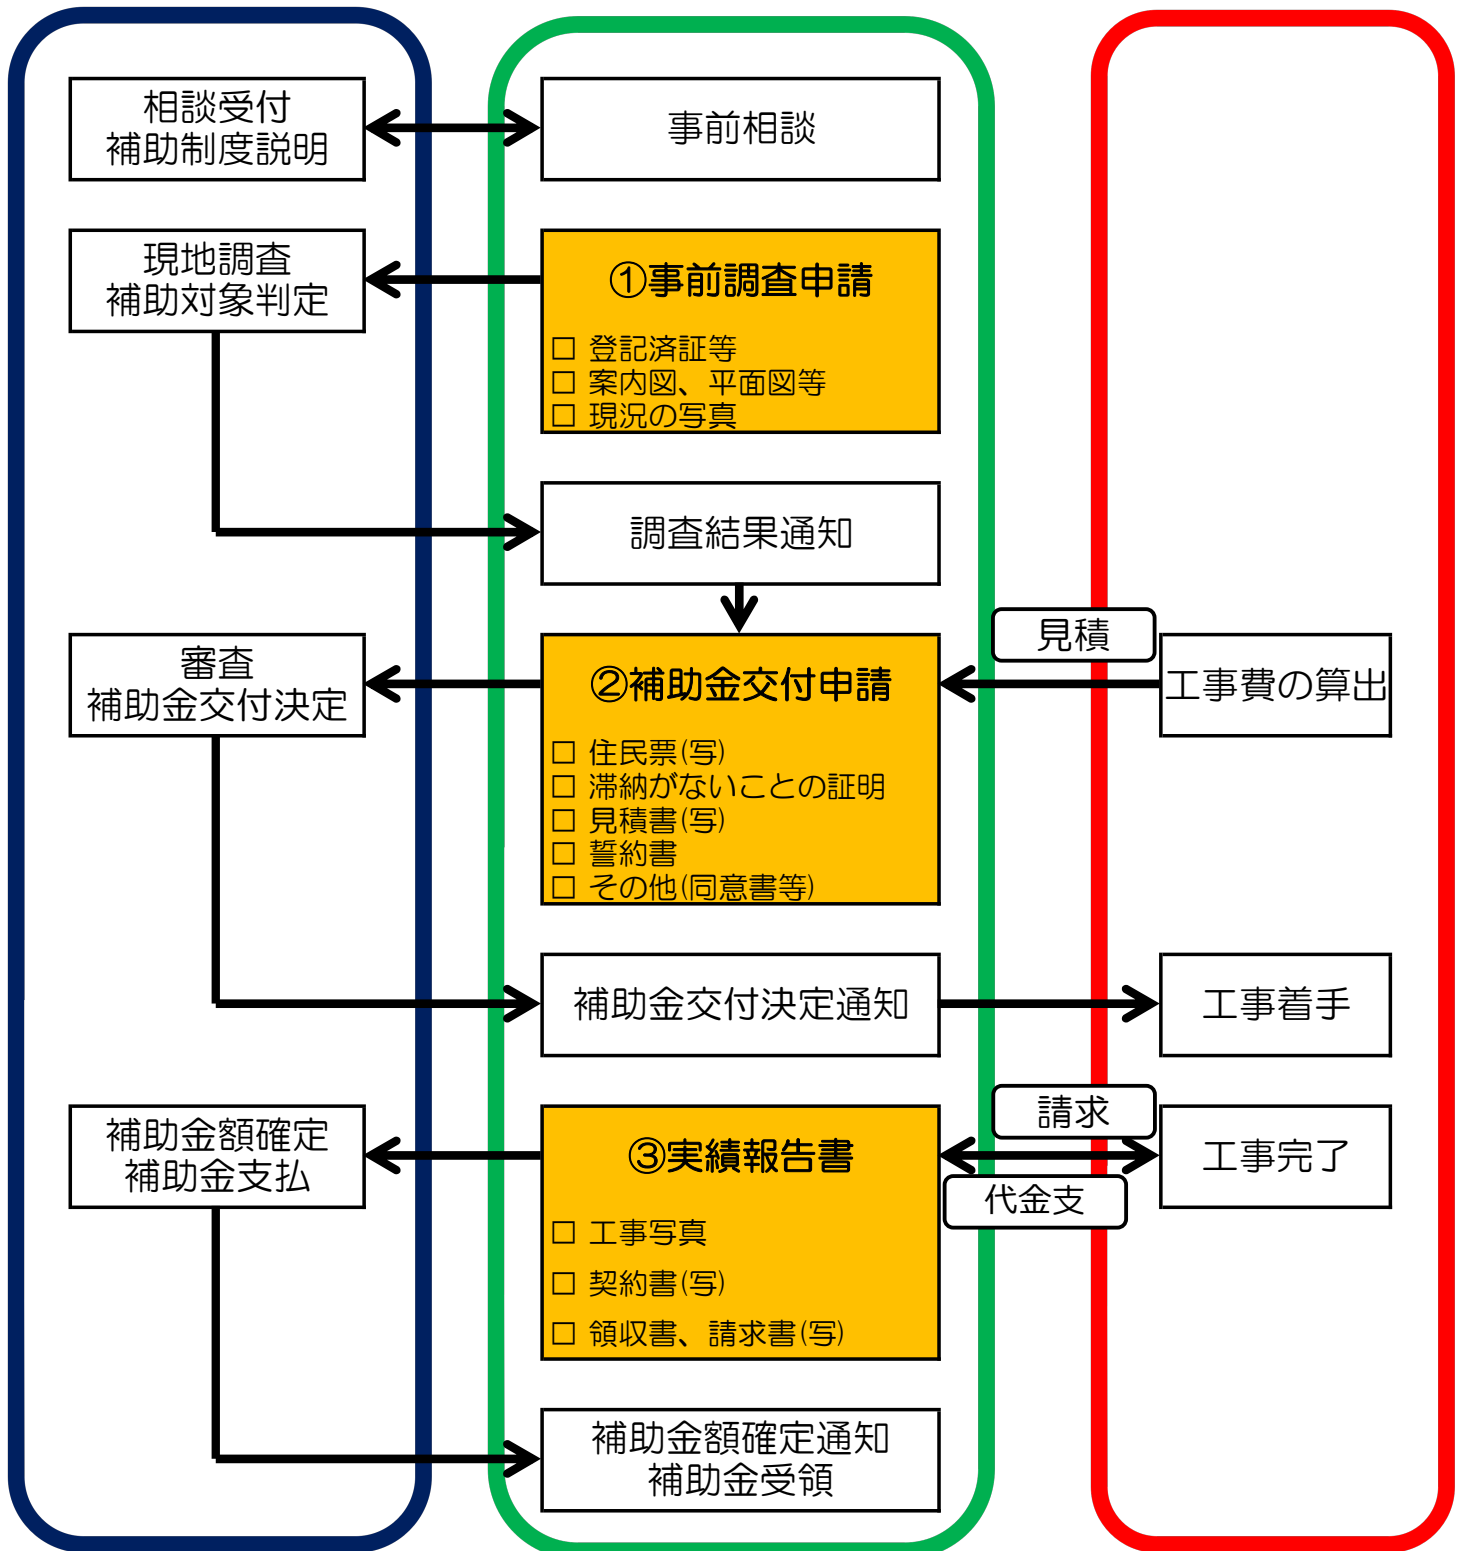 相談受付
補助制度説明
事前相談
現地調査
補助対象判定
①事前調査申請
□ 登記済証等
□ 案内図、平面図等
□ 現況の写真
調査結果通知
見積
審査
補助金交付決定
②補助金交付申請
□ 住民票(写)
□ 滞納がないことの証明
□ 見積書(写)
□ 誓約書
□ その他(同意書等)
工事費の算出
補助金交付決定通知
工事着手
請求
補助金額確定
補助金支払
③実績報告書
□ 工事写真
□ 契約書(写)
□ 領収書、請求書(写)
工事完了
代金支
補助金額確定通知
補助金受領